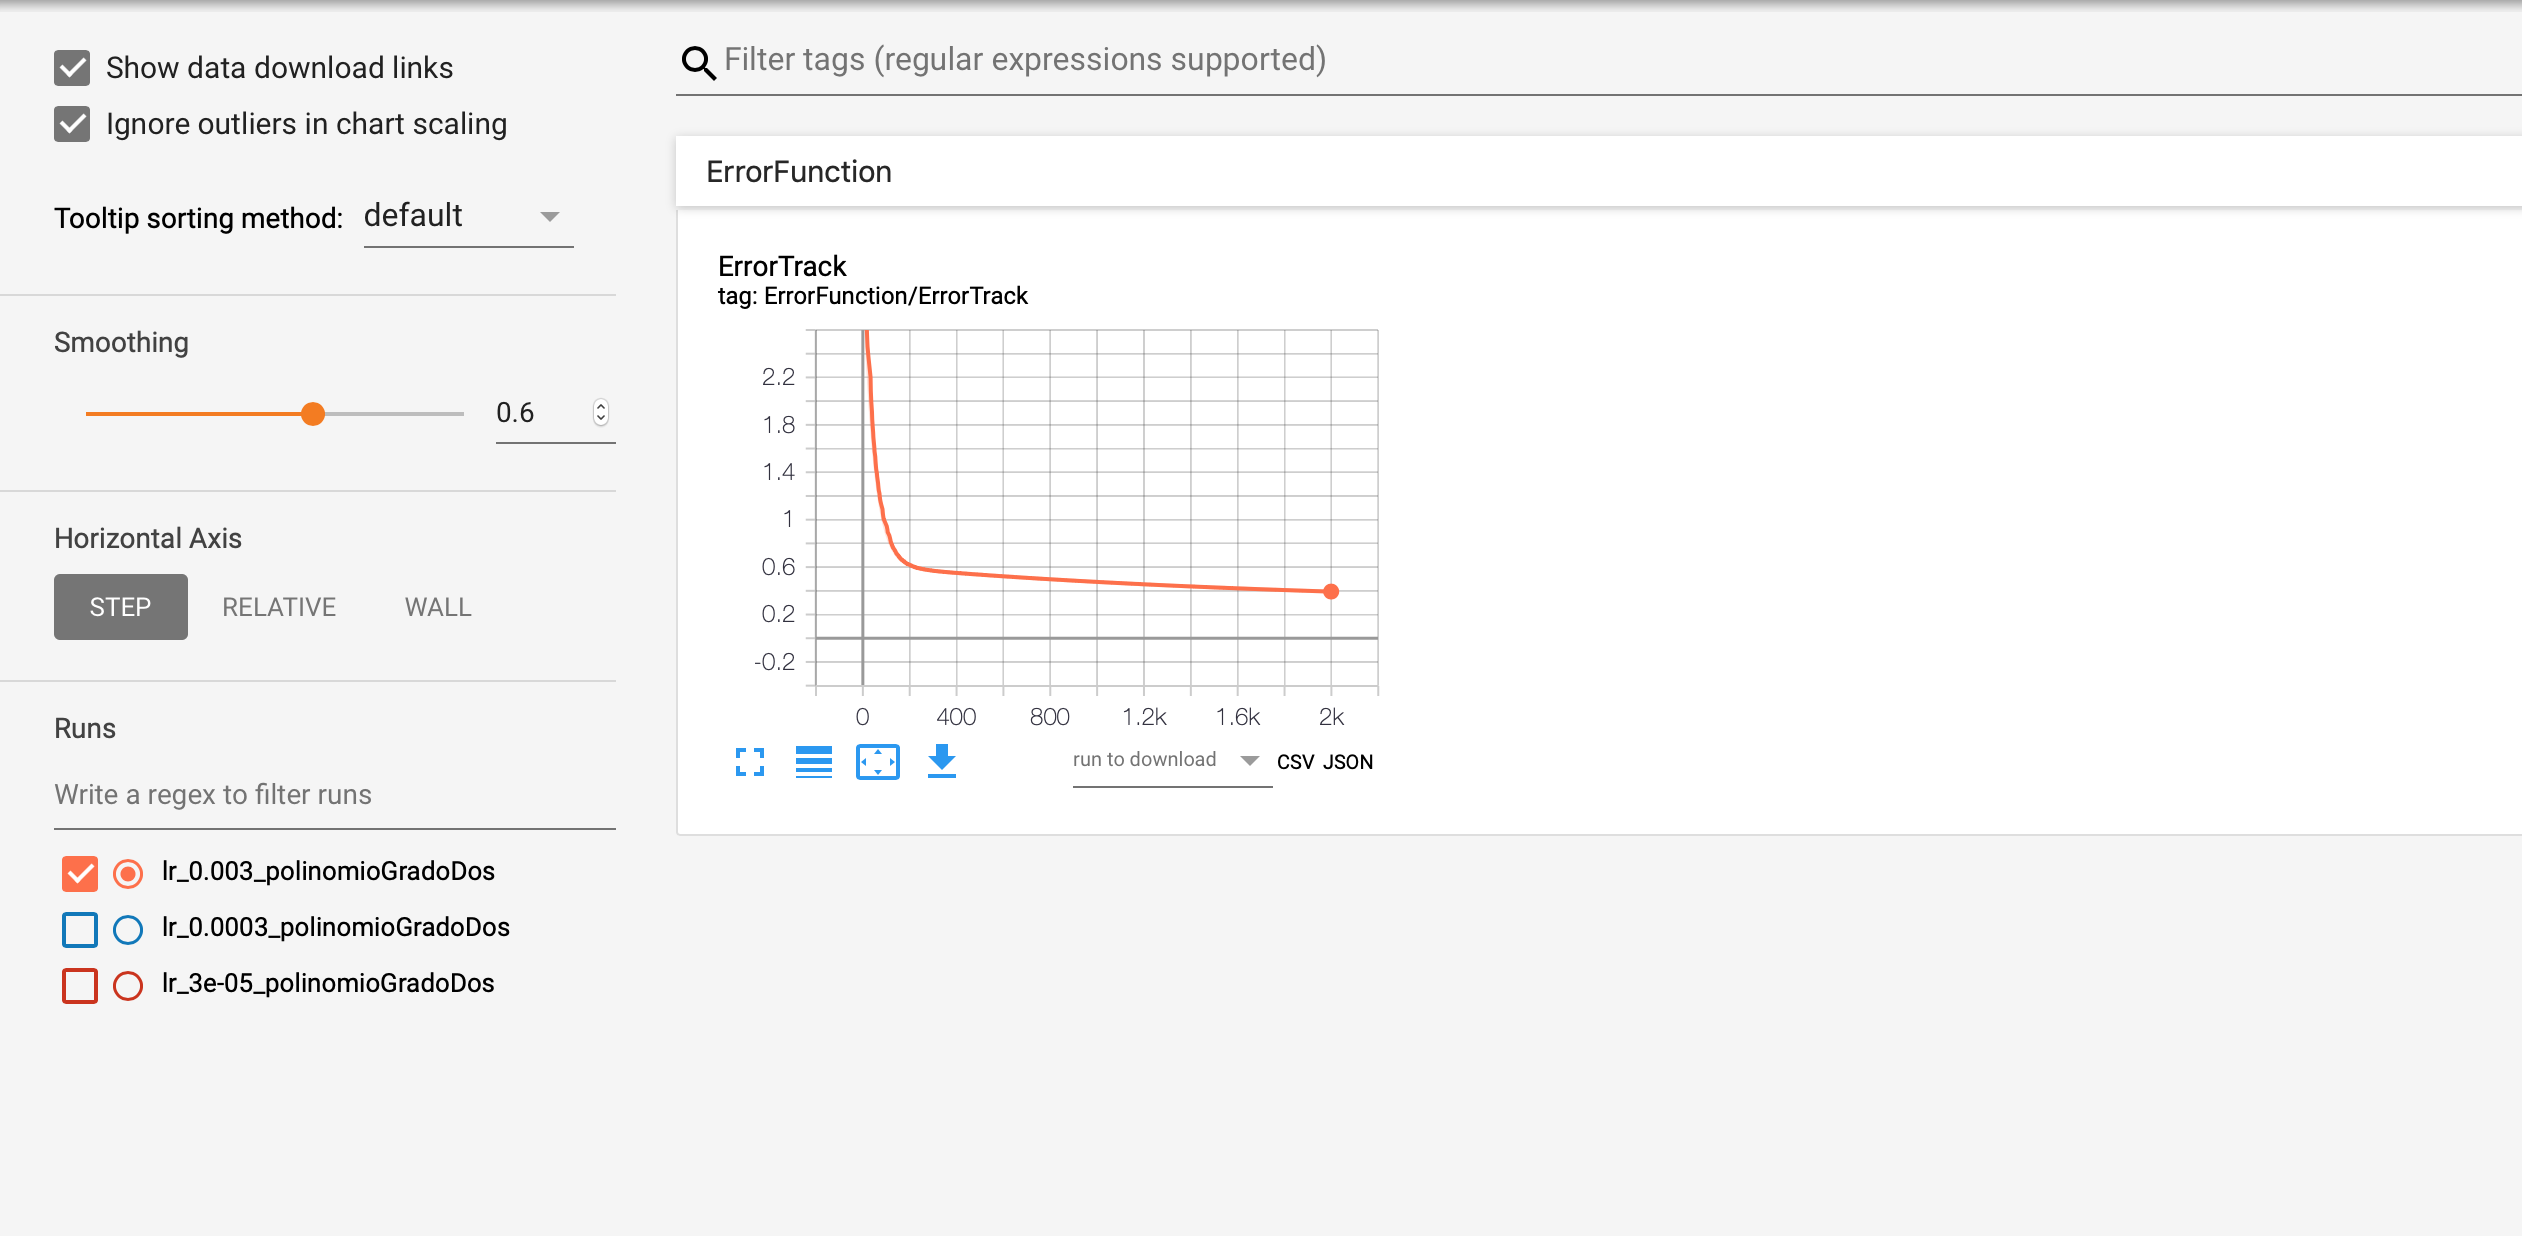 Show data download links
Ignore outliers in chart scaling
Tooltip sorting method: default
Smoothing
0.6
Horizontal Axis
STEP RELATIVE WALL
Runs
Write a regex to filter runs
lr_0.003_polinomioGradoDos
lr_0.0003_polinomioGradoDos
lr_3e-05_polinomioGradoDos
Filter tags (regular expressions supported)
ErrorFunction
ErrorTrack
tag: ErrorFunction/ErrorTrack
2.2
1.8
1.4
1
0.6
0.2
-0.2
0 400 800 1.2k 1.6k 2k
run to download CSV JSON